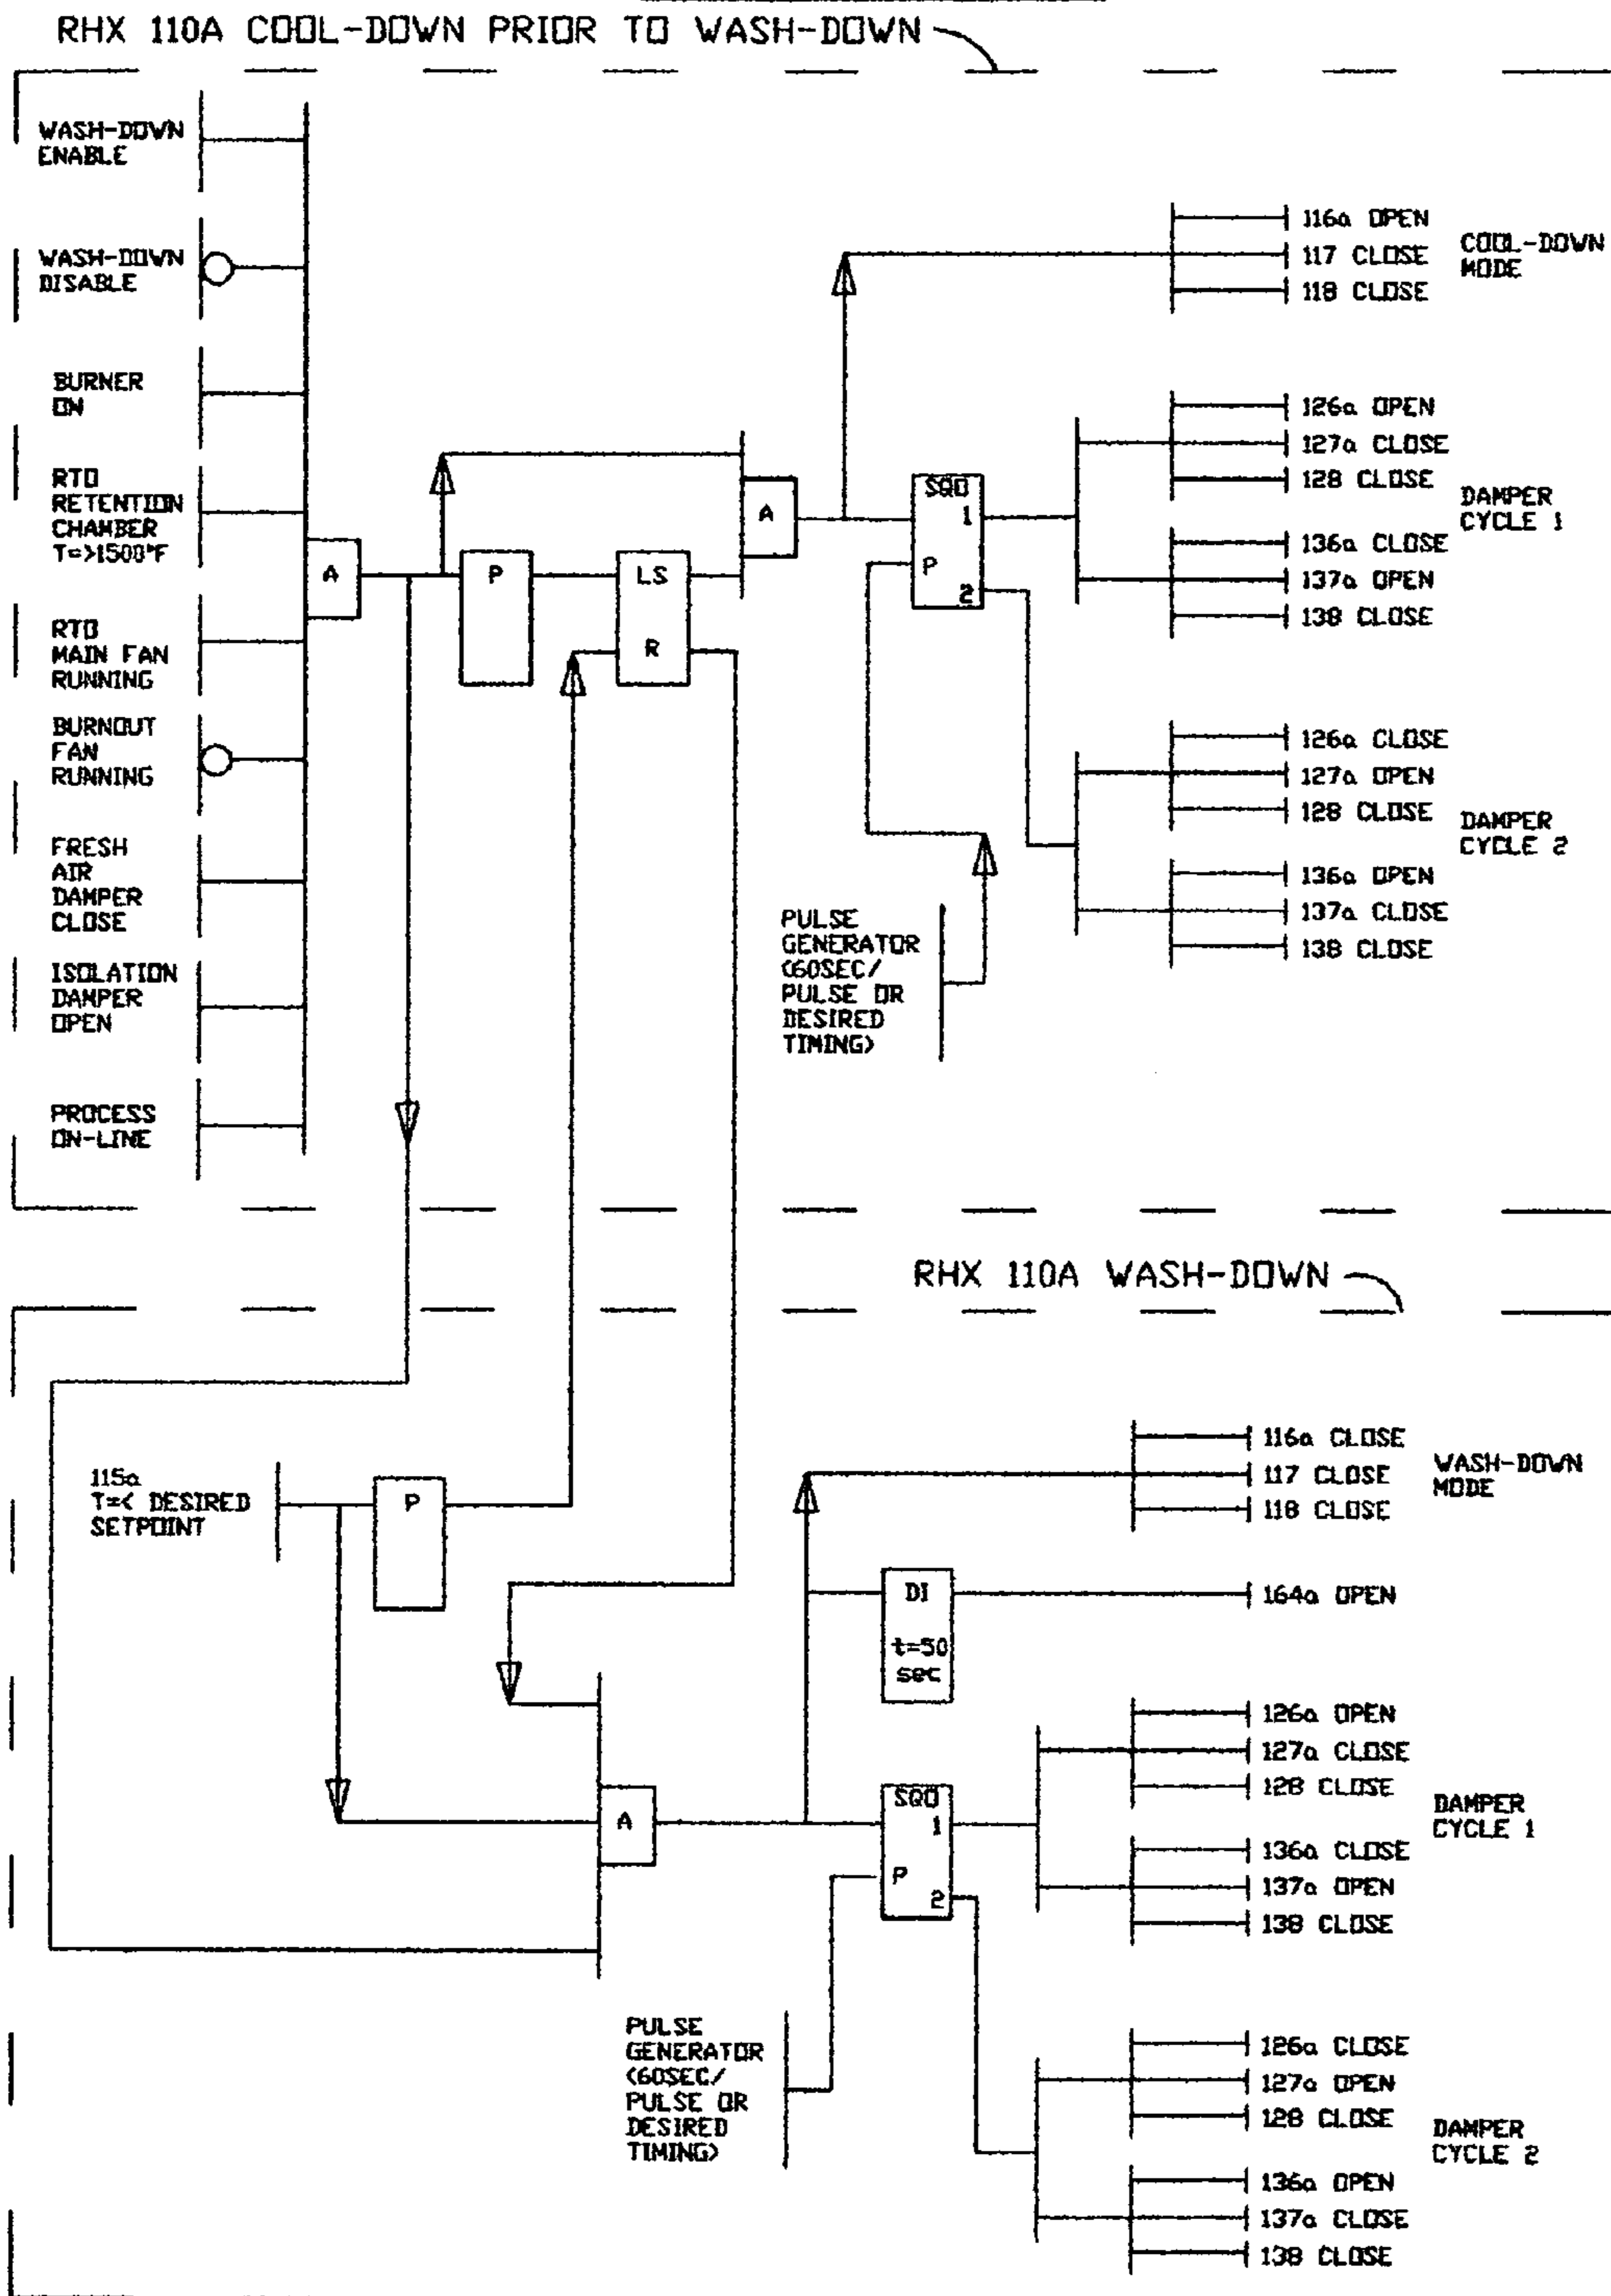 RHX 110A COOL-DOWN PRIOR TO WASH-DOWN
WASH-DOWN
ENABLE
WASH-DOWN
DISABLE
BURNER
ON
RTO
RETENTION
CHAMBER
T=>1500°F
RTO
MAIN FAN
RUNNING
BURNOUT
FAN
RUNNING
FRESH
AIR
DAMPER
CLOSE
ISOLATION
DAMPER
OPEN
PROCESS
ON-LINE
A
P
LS
R
A
SQO
1
P
2
PULSE
GENERATOR
(60SEC/
PULSE OR
DESIRED
TIMING)
116a OPEN
117 CLOSE
118 CLOSE
COOL-DOWN
MODE
126a OPEN
127a CLOSE
128 CLOSE
136a CLOSE
137a OPEN
138 CLOSE
DAMPER
CYCLE 1
126a CLOSE
127a OPEN
128 CLOSE
136a OPEN
137a CLOSE
138 CLOSE
DAMPER
CYCLE 2
RHX 110A WASH-DOWN
115a
T=< DESIRED
SETPOINT
P
A
DI
t=50
sec
SQO
1
P
2
PULSE
GENERATOR
(60SEC/
PULSE OR
DESIRED
TIMING)
116a CLOSE
117 CLOSE
118 CLOSE
WASH-DOWN
MODE
164a OPEN
126a OPEN
127a CLOSE
128 CLOSE
136a CLOSE
137a OPEN
138 CLOSE
DAMPER
CYCLE 1
126a CLOSE
127a OPEN
128 CLOSE
136a OPEN
137a CLOSE
138 CLOSE
DAMPER
CYCLE 2